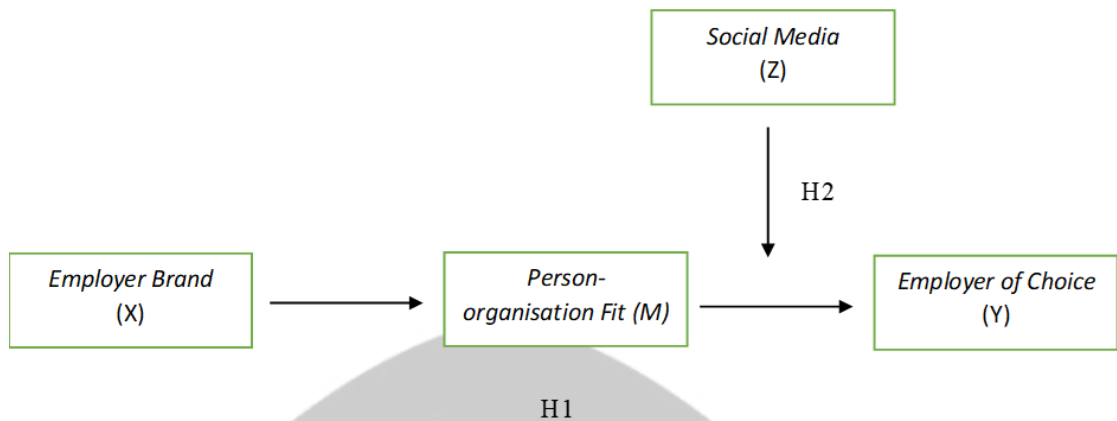 Social Media
(Z)
H2
Employer Brand
(X)
Person-
organisation Fit (M)
Employer of Choice
(Y)
H1